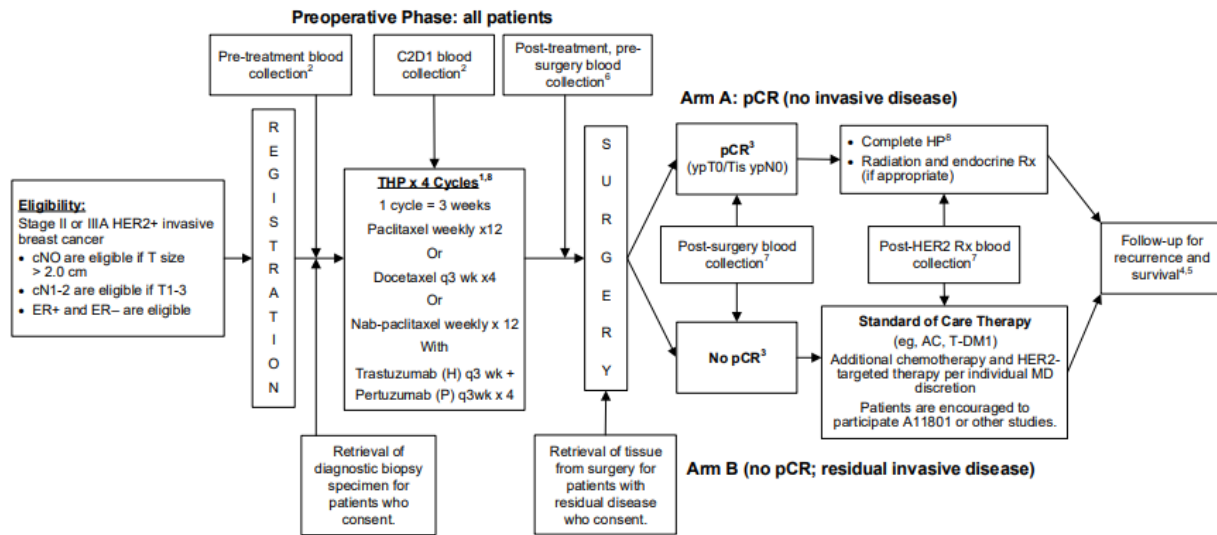 Preoperative Phase: all patients
Pre-treatment blood
collection2
C2D1 blood
collection2
Post-treatment, pre-
surgery blood
collection6
Eligibility:
Stage II or IIIA HER2+ invasive
breast cancer
• cNO are eligible if T size
> 2.0 cm
• cN1-2 are eligible if T1-3
• ER+ and ER– are eligible
R
E
G
I
S
T
R
A
T
I
O
N
THP x 4 Cycles1,8
1 cycle = 3 weeks
Paclitaxel weekly x12
Or
Docetaxel q3 wk x4
Or
Nab-paclitaxel weekly x 12
With
Trastuzumab (H) q3 wk +
Pertuzumab (P) q3wk x 4
Retrieval of
diagnostic biopsy
specimen for
patients who
consent.
S
U
R
G
E
R
Y
Retrieval of tissue
from surgery for
patients with
residual disease
who consent.
Arm A: pCR (no invasive disease)
pCR3
(ypT0/Tis ypN0)
• Complete HP8
• Radiation and endocrine Rx
(if appropriate)
Post-surgery blood
collection7
Post-HER2 Rx blood
collection7
No pCR3
Standard of Care Therapy
(eg, AC, T-DM1)
Additional chemotherapy and HER2-
targeted therapy per individual MD
discretion
Patients are encouraged to
participate A11801 or other studies.
Arm B (no pCR; residual invasive disease)
Follow-up for
recurrence and
survival4,5